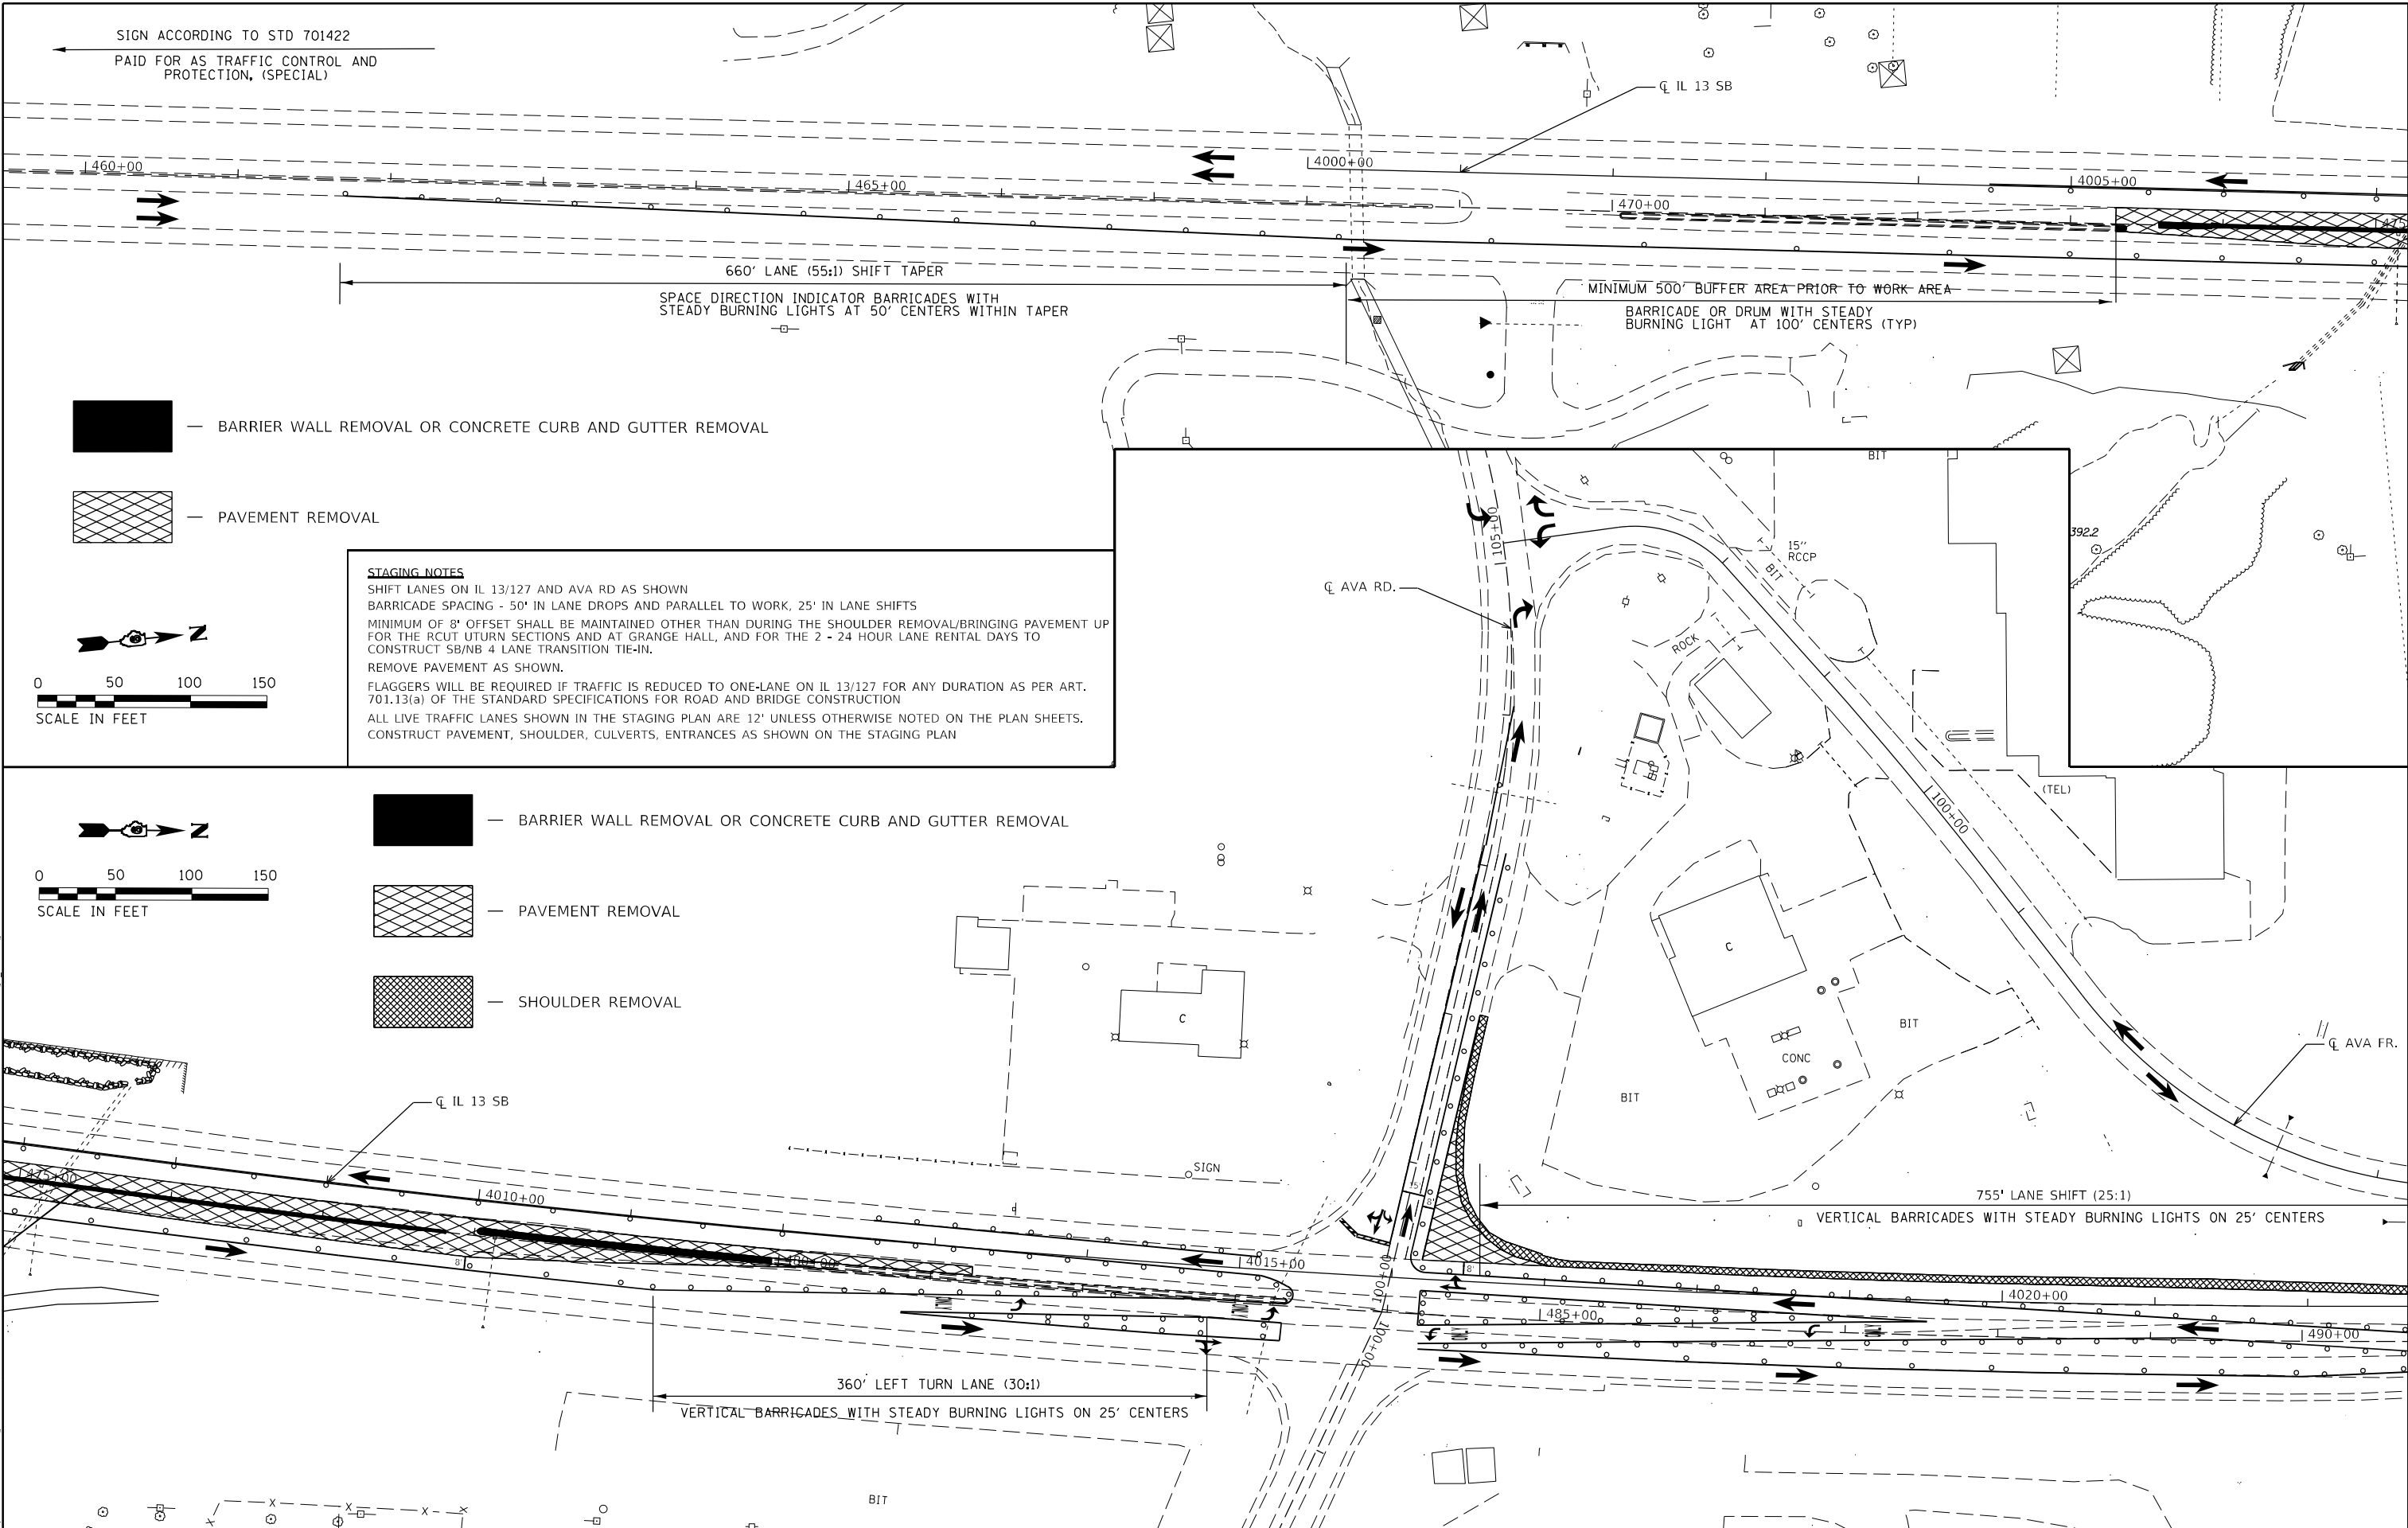 SIGN ACCORDING TO STD 701422
PAID FOR AS TRAFFIC CONTROL AND
PROTECTION, (SPECIAL)
℄ IL 13 SB
460+00
465+00
4000+00
470+00
4005+00
475
660' LANE (55:1) SHIFT TAPER
SPACE DIRECTION INDICATOR BARRICADES WITH
STEADY BURNING LIGHTS AT 50' CENTERS WITHIN TAPER
MINIMUM 500' BUFFER AREA PRIOR TO WORK AREA
BARRICADE OR DRUM WITH STEADY
BURNING LIGHT AT 100' CENTERS (TYP)
— BARRIER WALL REMOVAL OR CONCRETE CURB AND GUTTER REMOVAL
— PAVEMENT REMOVAL
N
0 50 100 150
SCALE IN FEET
STAGING NOTES
SHIFT LANES ON IL 13/127 AND AVA RD AS SHOWN
BARRICADE SPACING - 50' IN LANE DROPS AND PARALLEL TO WORK, 25' IN LANE SHIFTS
MINIMUM OF 8' OFFSET SHALL BE MAINTAINED OTHER THAN DURING THE SHOULDER REMOVAL/BRINGING PAVEMENT UP
FOR THE RCUT UTURN SECTIONS AND AT GRANGE HALL, AND FOR THE 2 - 24 HOUR LANE RENTAL DAYS TO
CONSTRUCT SB/NB 4 LANE TRANSITION TIE-IN.
REMOVE PAVEMENT AS SHOWN.
FLAGGERS WILL BE REQUIRED IF TRAFFIC IS REDUCED TO ONE-LANE ON IL 13/127 FOR ANY DURATION AS PER ART.
701.13(a) OF THE STANDARD SPECIFICATIONS FOR ROAD AND BRIDGE CONSTRUCTION
ALL LIVE TRAFFIC LANES SHOWN IN THE STAGING PLAN ARE 12' UNLESS OTHERWISE NOTED ON THE PLAN SHEETS.
CONSTRUCT PAVEMENT, SHOULDER, CULVERTS, ENTRANCES AS SHOWN ON THE STAGING PLAN
BIT
105+00
15"
RCCP
BIT
392.2
℄ AVA RD.
ROCK
100+00
(TEL)
N
0 50 100 150
SCALE IN FEET
— BARRIER WALL REMOVAL OR CONCRETE CURB AND GUTTER REMOVAL
— PAVEMENT REMOVAL
— SHOULDER REMOVAL
C
C
CONC
BIT
BIT
℄ AVA FR.
℄ IL 13 SB
SIGN
475+00
4010+00
4015+00
8'
15'
8'
8'
100+00
100+00
755' LANE SHIFT (25:1)
VERTICAL BARRICADES WITH STEADY BURNING LIGHTS ON 25' CENTERS
485+00
4020+00
490+00
360' LEFT TURN LANE (30:1)
VERTICAL BARRICADES WITH STEADY BURNING LIGHTS ON 25' CENTERS
BIT